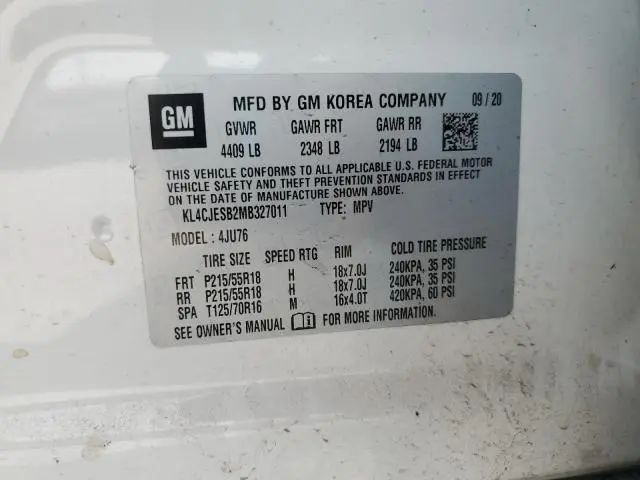 GM MFD BY GM KOREA COMPANY 09 / 20
GVWR GAWR FRT GAWR RR
4409 LB 2348 LB 2194 LB
THIS VEHICLE CONFORMS TO ALL APPLICABLE U.S. FEDERAL MOTOR
VEHICLE SAFETY AND THEFT PREVENTION STANDARDS IN EFFECT
ON THE DATE OF MANUFACTURE SHOWN ABOVE.
KL4CJESB2MB327011 TYPE: MPV
MODEL : 4JU76
TIRE SIZE SPEED RTG RIM COLD TIRE PRESSURE
FRT P215/55R18 H 18x7.0J 240KPA, 35 PSI
RR P215/55R18 H 18x7.0J 240KPA, 35 PSI
SPA T125/70R16 M 16x4.0T 420KPA, 60 PSI
SEE OWNER'S MANUAL FOR MORE INFORMATION.